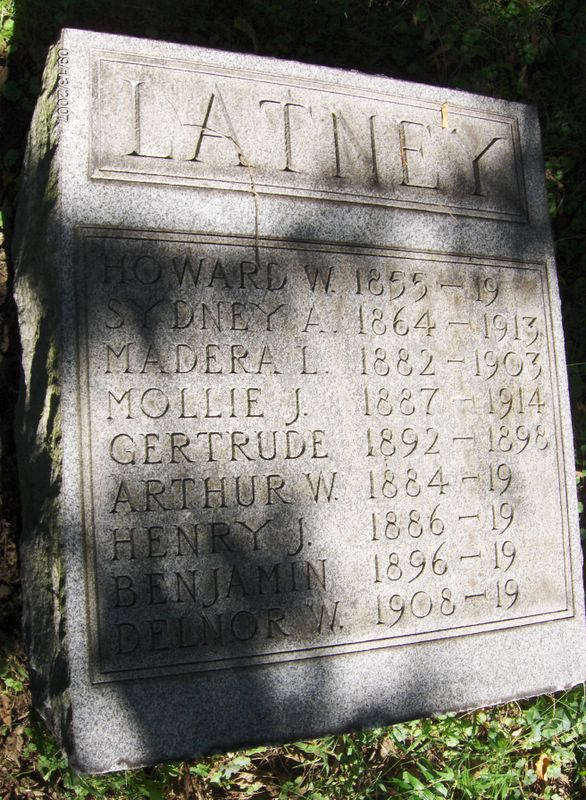 LATNEY
HOWARD W. 1855 - 19
SYDNEY A. 1864 - 1913
MADERA L. 1882 - 1903
MOLLIE J. 1887 - 1914
GERTRUDE 1892 - 1898
ARTHUR W. 1884 - 19
HENRY J. 1886 - 19
BENJAMIN 1896 - 19
DELNOR W. 1908 - 19